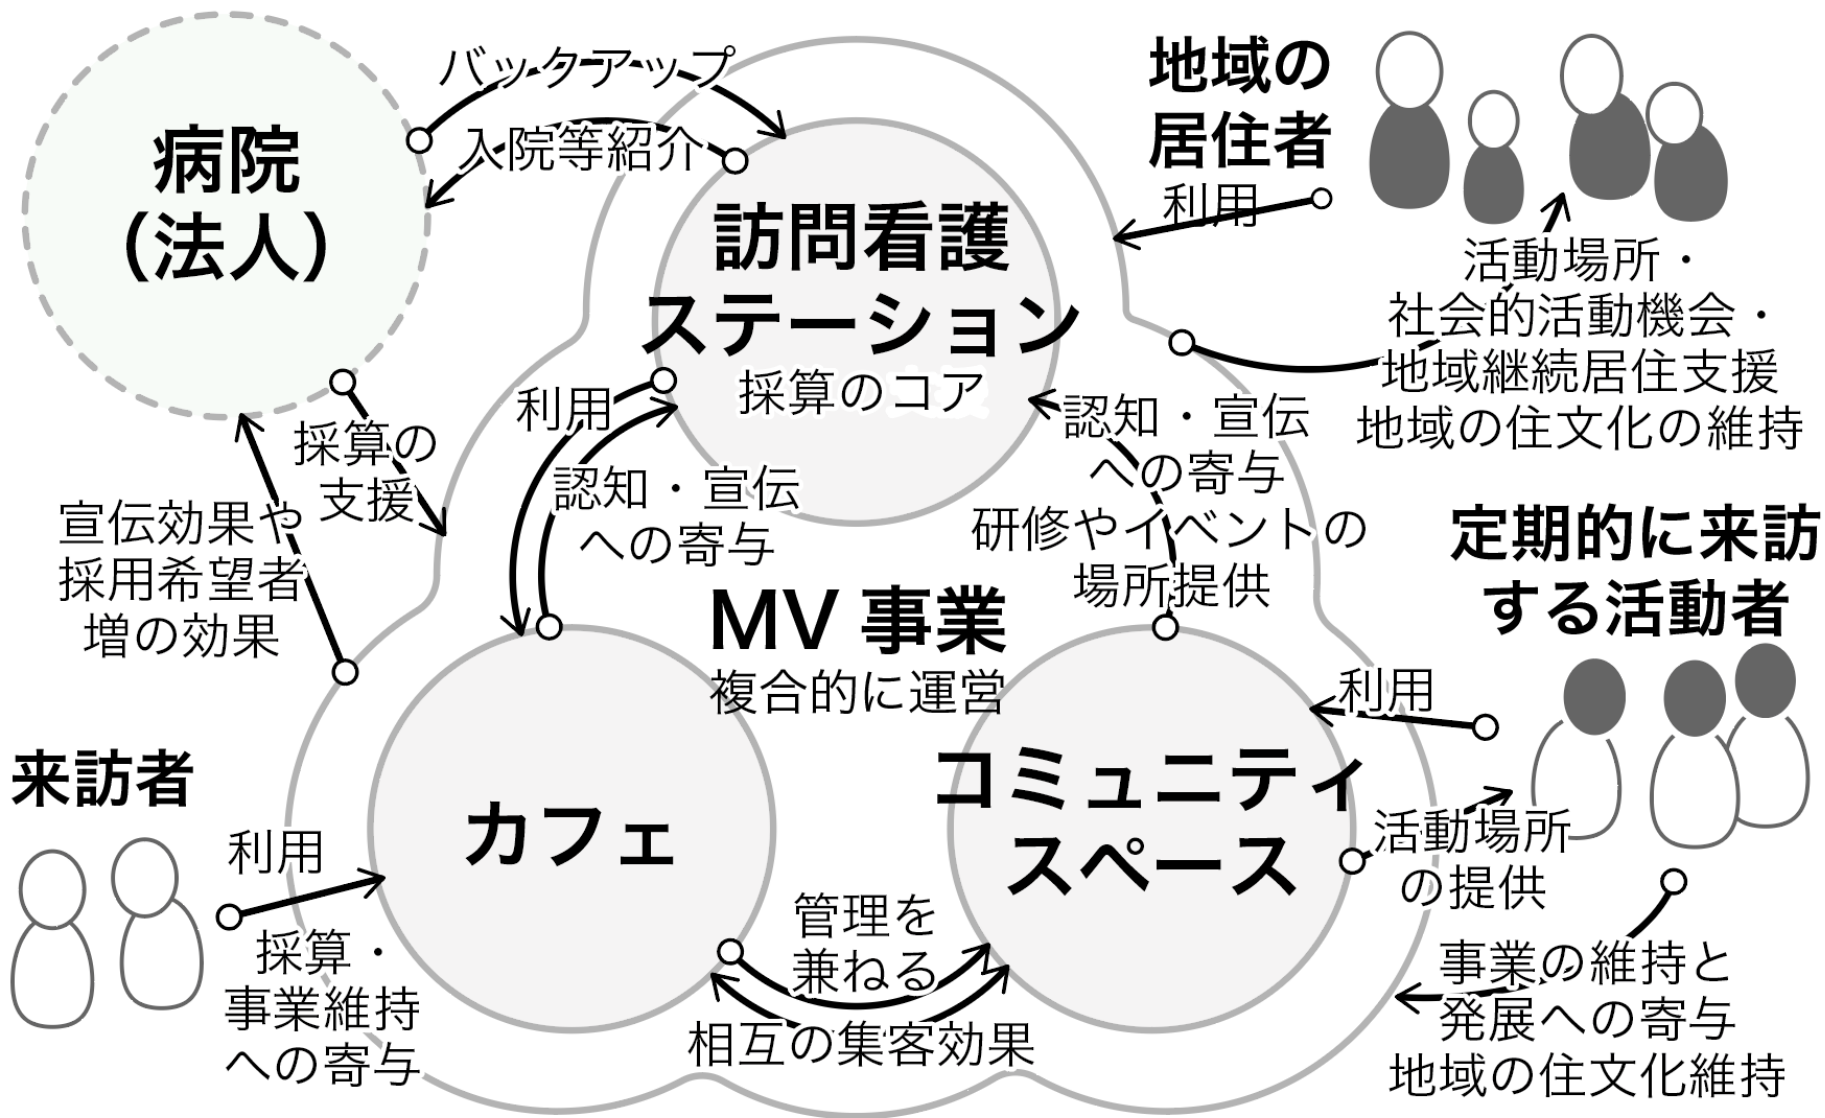 バックアップ
入院等紹介
病院
（法人）
地域の
居住者
利用
訪問看護
ステーション
採算のコア
活動場所・
社会的活動機会・
地域継続居住支援
地域の住文化の維持
利用
認知・宣伝
への寄与
採算の
支援
宣伝効果や
採用希望者
増の効果
認知・宣伝
への寄与
研修やイベントの
場所提供
定期的に来訪
する活動者
MV 事業
複合的に運営
利用
来訪者
利用
カフェ
コミュニティ
スペース
活動場所
の提供
採算・
事業維持
への寄与
管理を
兼ねる
相互の集客効果
事業の維持と
発展への寄与
地域の住文化維持